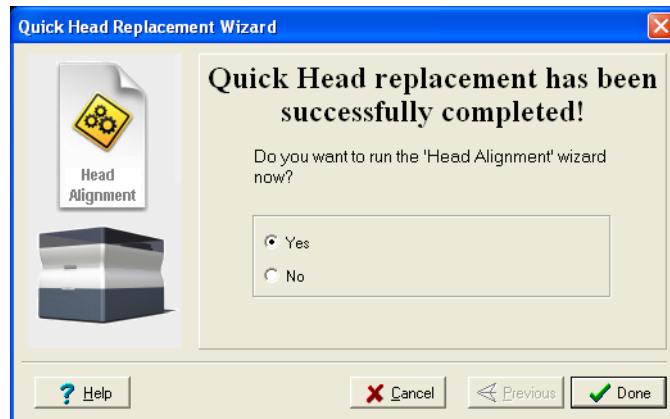 Quick Head Replacement Wizard
Quick Head replacement has been
successfully completed!
Do you want to run the 'Head Alignment' wizard
now?
Head
Alignment
Yes
No
Help
Cancel
Previous
Done